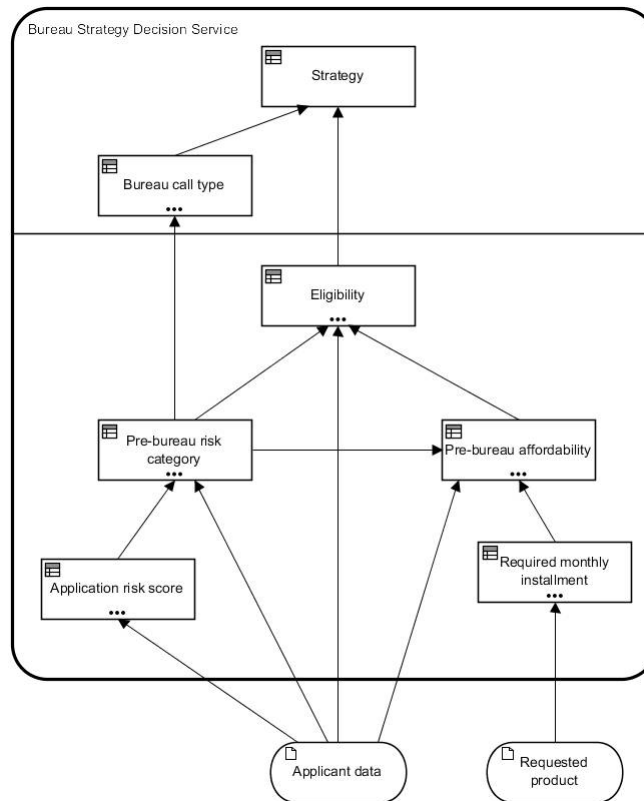 Bureau Strategy Decision Service
Strategy
Bureau call type
Eligibility
Pre-bureau risk
category
Pre-bureau affordability
Application risk score
Required monthly
installment
Applicant data
Requested
product